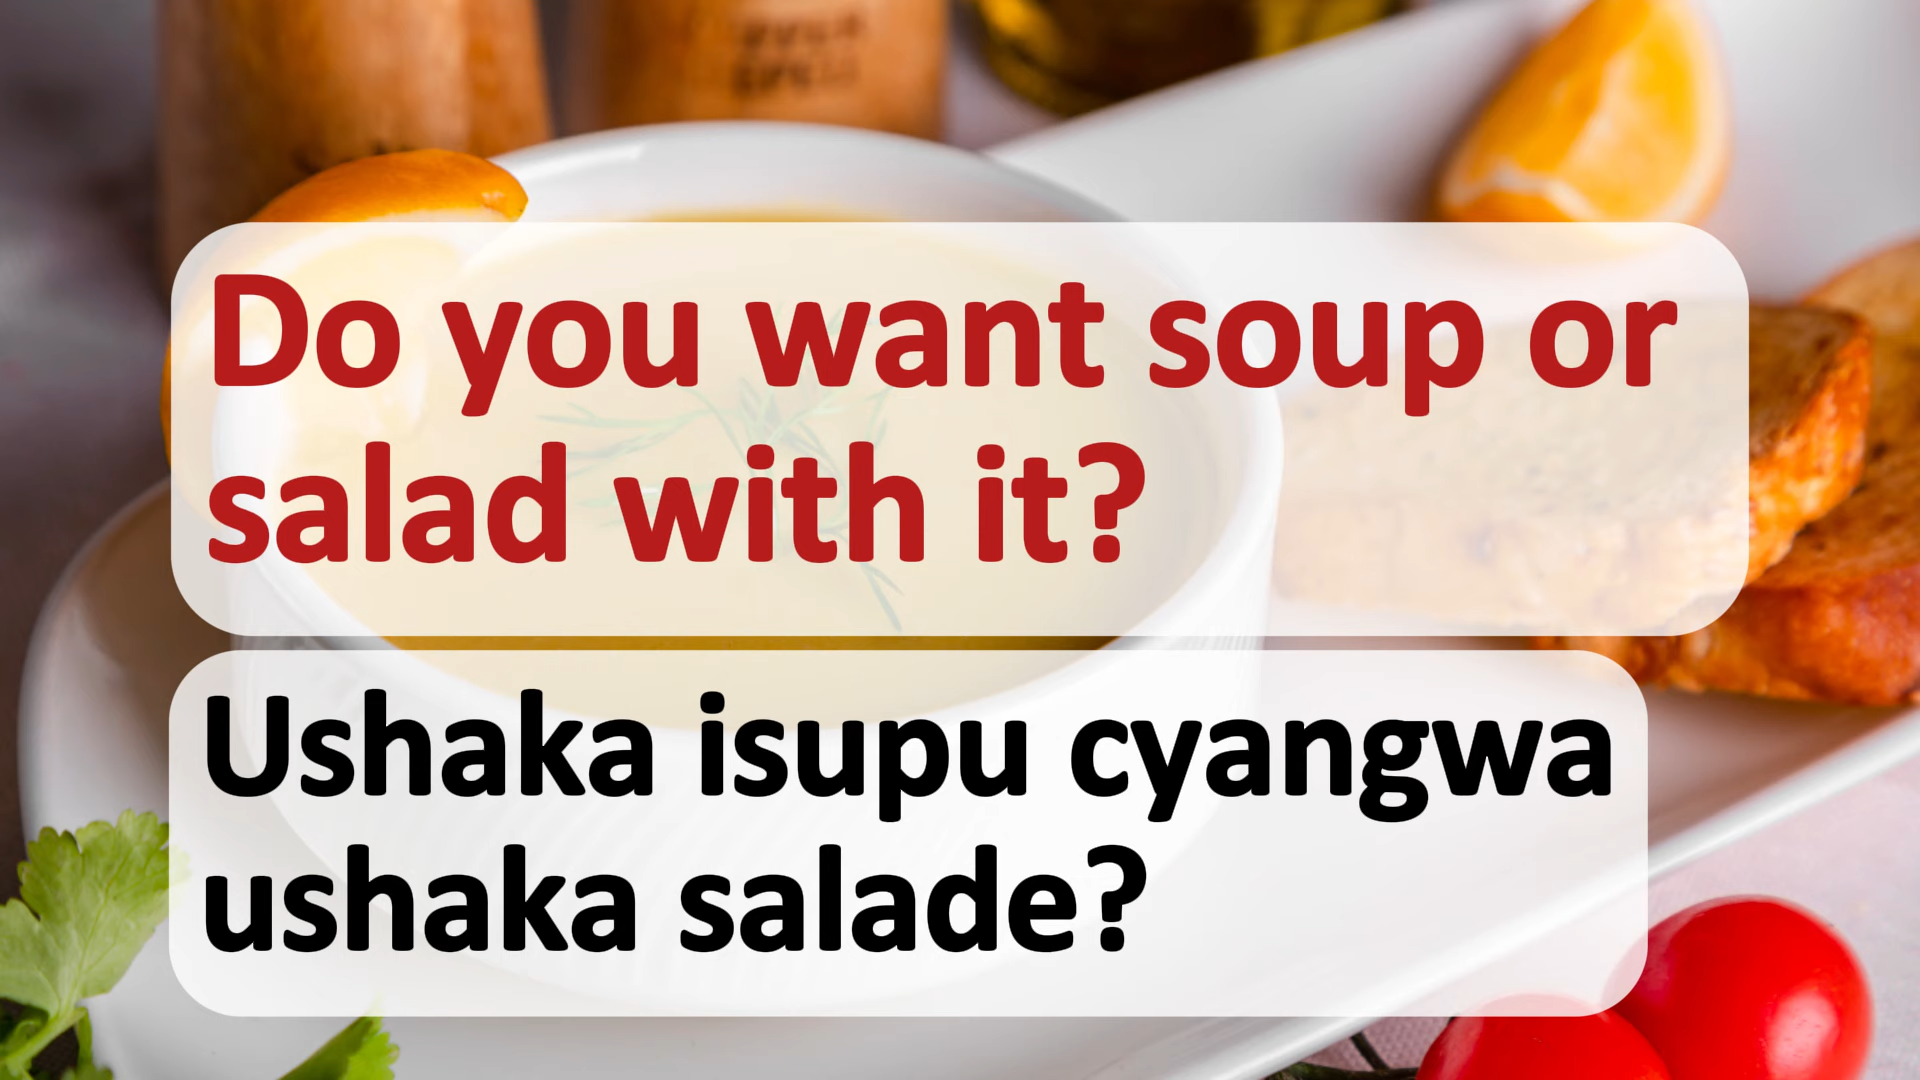 Do you want soup or
salad with it?
Ushaka isupu cyangwa
ushaka salade?